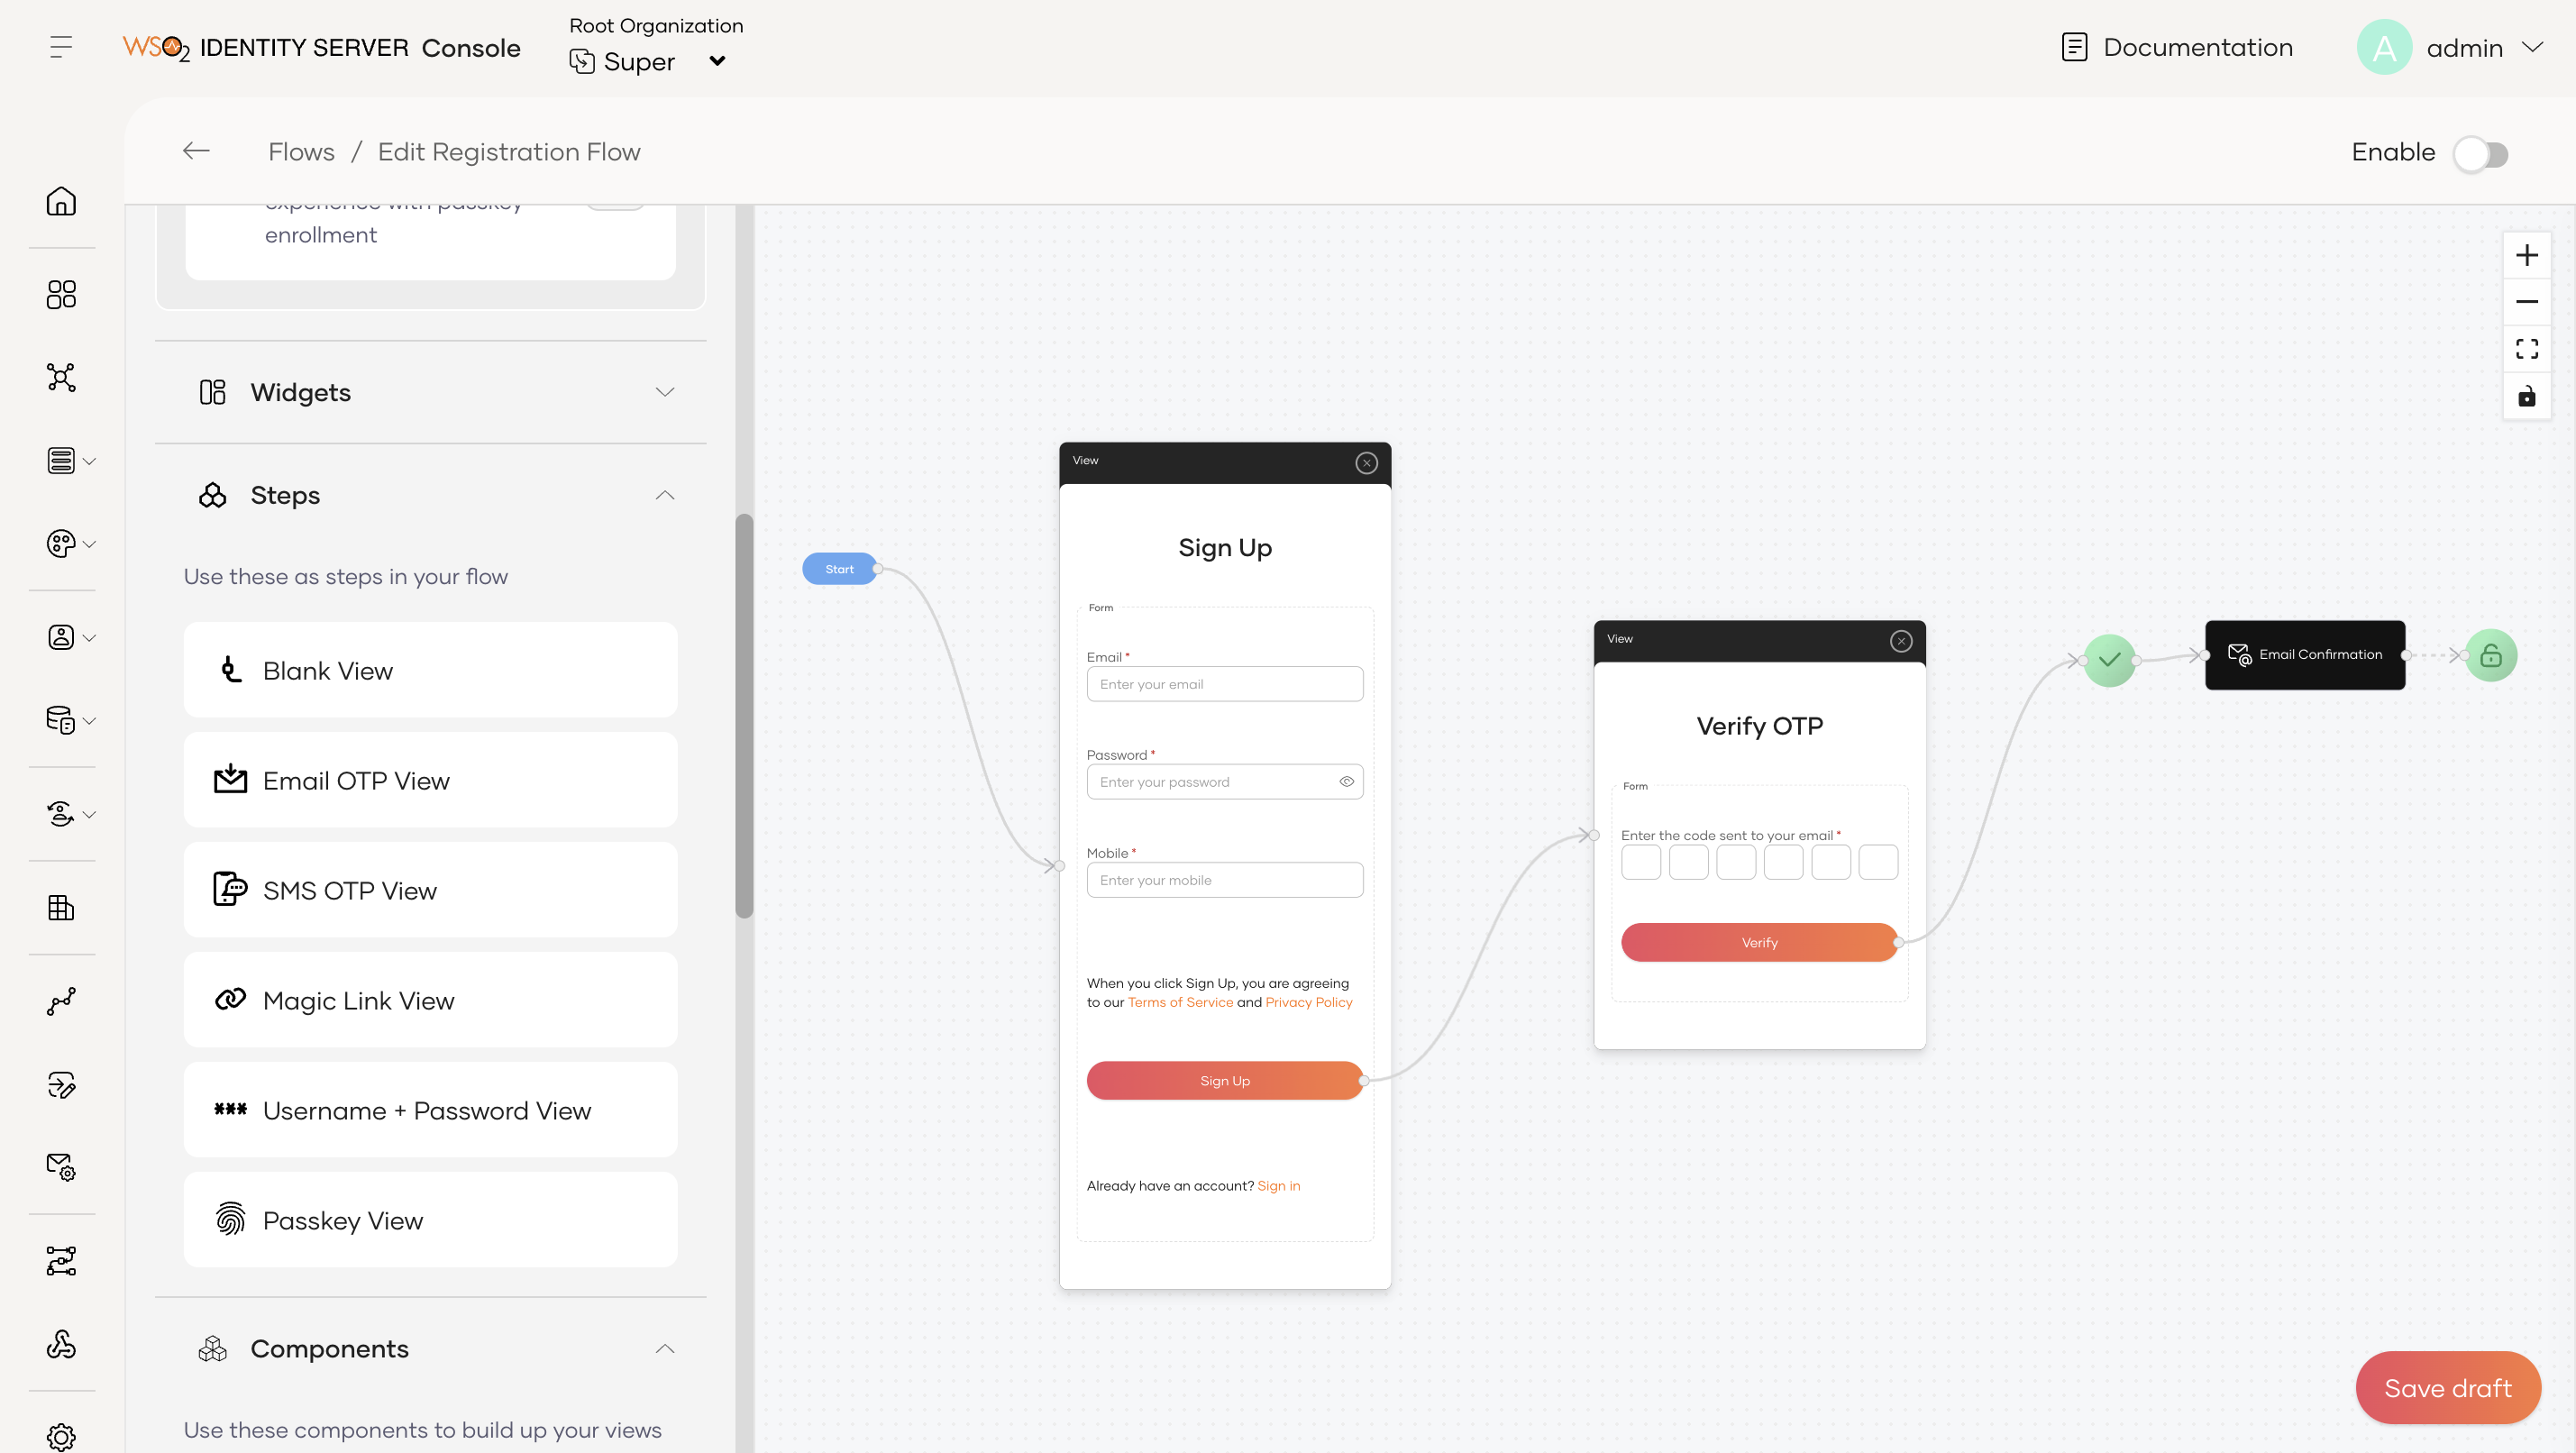 WSO2 IDENTITY SERVER Console
Root Organization
Super
Documentation
A
admin
Flows / Edit Registration Flow
Enable
experience with passkey
enrollment
Widgets
Steps
Use these as steps in your flow
Blank View
Email OTP View
SMS OTP View
Magic Link View
Username + Password View
Passkey View
Components
Use these components to build up your views
Start
View
Sign Up
Form
Email *
Enter your email
Password *
Enter your password
Mobile *
Enter your mobile
When you click Sign Up, you are agreeing
to our Terms of Service and Privacy Policy
Sign Up
Already have an account? Sign in
View
Verify OTP
Form
Enter the code sent to your email *
Verify
Email Confirmation
Save draft